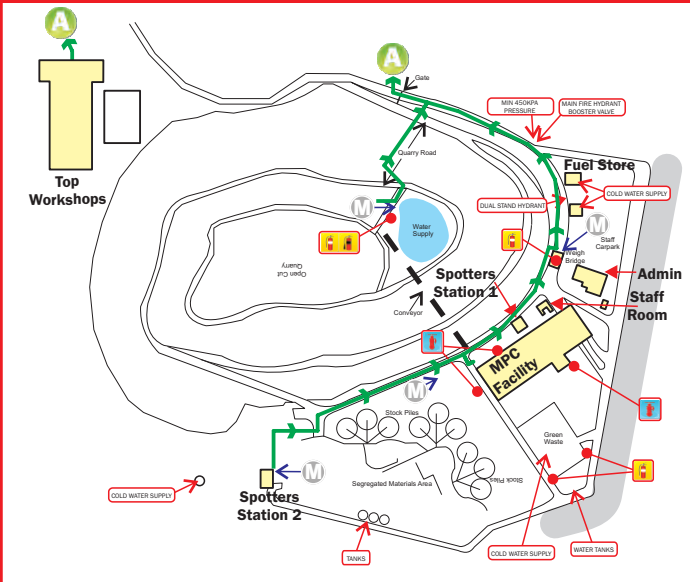 A
A
Gate
MIN 450KPA
PRESSURE
MAIN FIRE HYDRANT
BOOSTER VALVE
Top
Workshops
Quarry Road
Fuel Store
COLD WATER SUPPLY
DUAL STAND HYDRANT
M
Water
Supply
M
Staff
Carpark
Weigh
Bridge
Open Cut
Quarry
Spotters
Station 1
Admin
Staff
Room
Conveyor
MPC
Facility
M
Stock Piles
Green
Waste
M
Segregated Materials Area
Stock Piles
COLD WATER SUPPLY
Spotters
Station 2
TANKS
COLD WATER SUPPLY
WATER TANKS